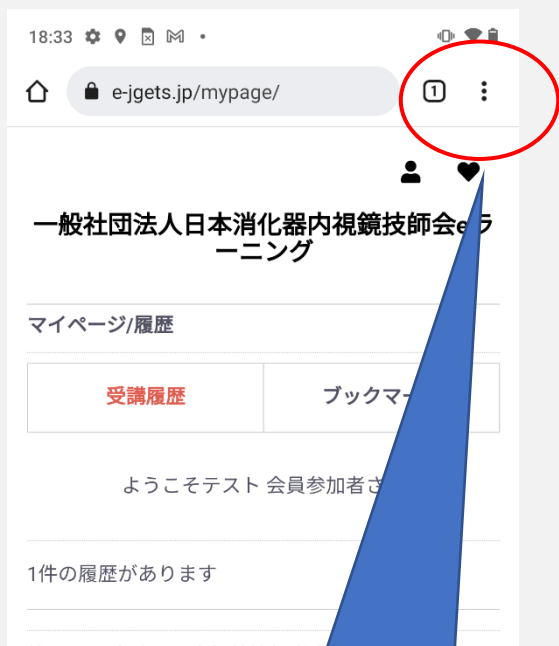 18:33
e-jgets.jp/mypage/
1
一般社団法人日本消化器内視鏡技師会eラ
ーニング
マイページ/履歴
受講履歴
ブックマー
ようこそテスト 会員参加者さ
1件の履歴があります